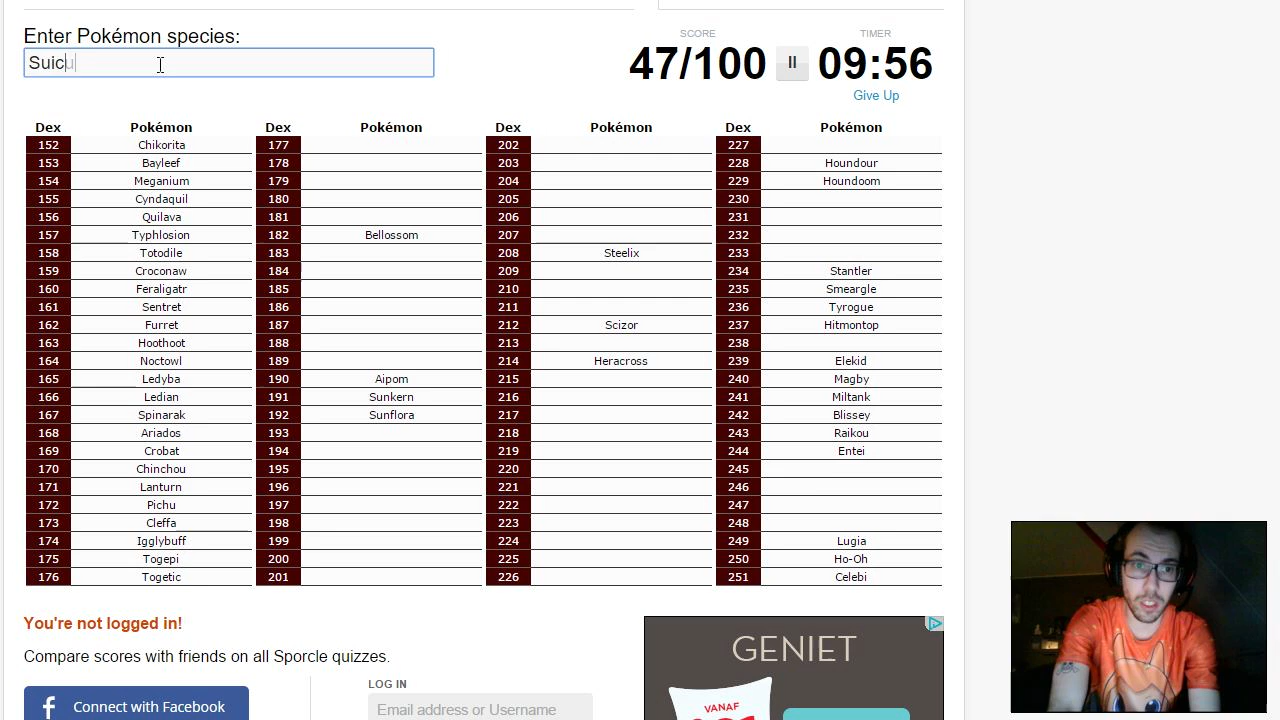 Enter Pokémon species:
Suicu
SCORE
47/100
TIMER
09:56
Give Up
Dex Pokémon Dex Pokémon Dex Pokémon Dex Pokémon
152 Chikorita 177 202 227
153 Bayleef 178 203 228 Houndour
154 Meganium 179 204 229 Houndoom
155 Cyndaquil 180 205 230
156 Quilava 181 206 231
157 Typhlosion 182 Bellossom 207 232
158 Totodile 183 208 Steelix 233
159 Croconaw 184 209 234 Stantler
160 Feraligatr 185 210 235 Smeargle
161 Sentret 186 211 236 Tyrogue
162 Furret 187 212 Scizor 237 Hitmontop
163 Hoothoot 188 213 238
164 Noctowl 189 214 Heracross 239 Elekid
165 Ledyba 190 Aipom 215 240 Magby
166 Ledian 191 Sunkern 216 241 Miltank
167 Spinarak 192 Sunflora 217 242 Blissey
168 Ariados 193 218 243 Raikou
169 Crobat 194 219 244 Entei
170 Chinchou 195 220 245
171 Lanturn 196 221 246
172 Pichu 197 222 247
173 Cleffa 198 223 248
174 Igglybuff 199 224 249 Lugia
175 Togepi 200 225 250 Ho-Oh
176 Togetic 201 226 251 Celebi
You're not logged in!
Compare scores with friends on all Sporcle quizzes.
f Connect with Facebook
LOG IN
Email address or Username
GENIET
VANAF